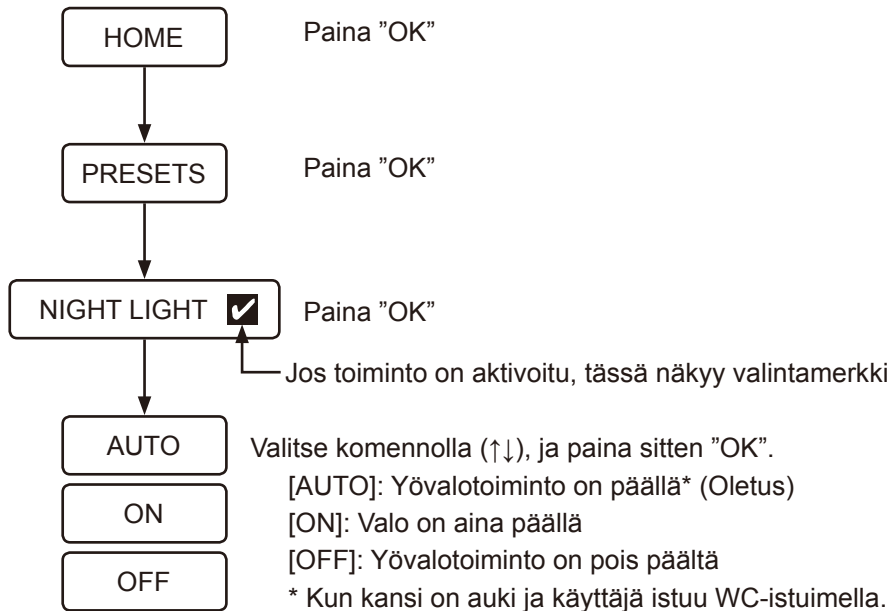 HOME Paina ”OK”
PRESETS Paina ”OK”
NIGHT LIGHT ✔ Paina ”OK”
Jos toiminto on aktivoitu, tässä näkyy valintamerkki
AUTO Valitse komennolla (↑↓), ja paina sitten ”OK”.
[AUTO]: Yövalotoiminto on päällä* (Oletus)
ON
[ON]: Valo on aina päällä
[OFF]: Yövalotoiminto on pois päältä
OFF
* Kun kansi on auki ja käyttäjä istuu WC-istuimella.